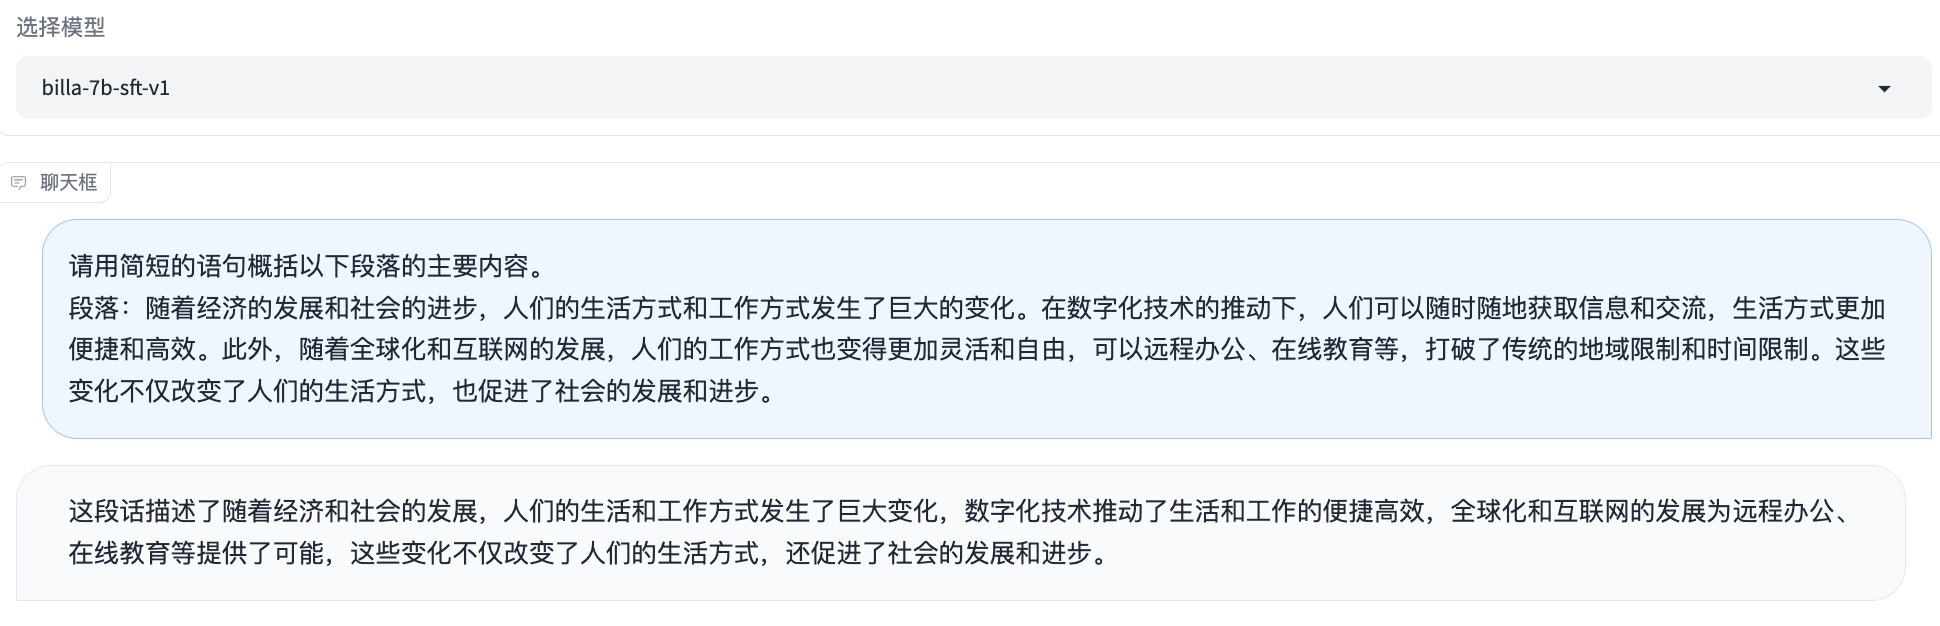 选择模型
billa-7b-sft-v1
聊天框
请用简短的语句概括以下段落的主要内容。
段落：随着经济的发展和社会的进步，人们的生活方式和工作方式发生了巨大的变化。在数字化技术的推动下，人们可以随时随地获取信息和交流，生活方式更加
便捷和高效。此外，随着全球化和互联网的发展，人们的工作方式也变得更加灵活和自由，可以远程办公、在线教育等，打破了传统的地域限制和时间限制。这些
变化不仅改变了人们的生活方式，也促进了社会的发展和进步。
这段话描述了随着经济和社会的发展，人们的生活和工作方式发生了巨大变化，数字化技术推动了生活和工作的便捷高效，全球化和互联网的发展为远程办公、
在线教育等提供了可能，这些变化不仅改变了人们的生活方式，还促进了社会的发展和进步。